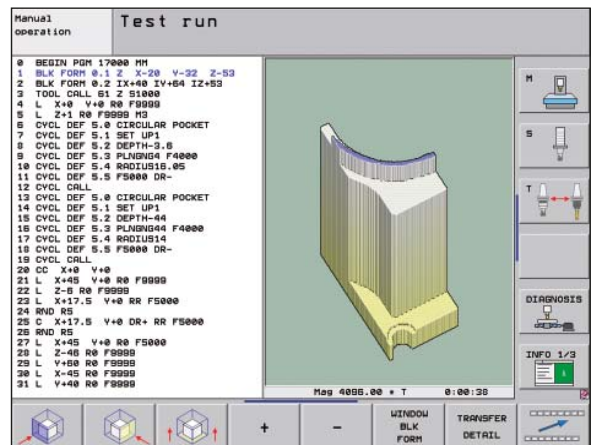 Manual
operation
Test run
0 BEGIN PGM 17000 MM
1 BLK FORM 0.1 Z X-20 Y-32 Z-53
2 BLK FORM 0.2 IX+40 IY+64 IZ+53
3 TOOL CALL 61 Z S1000
4 L X+0 Y+0 R0 F9999
5 L Z+1 R0 F9999 M3
6 CYCL DEF 5.0 CIRCULAR POCKET
7 CYCL DEF 5.1 SET UP1
8 CYCL DEF 5.2 DEPTH-3.6
9 CYCL DEF 5.3 PLNGNG4 F4000
10 CYCL DEF 5.4 RADIUS16.05
11 CYCL DEF 5.5 F5000 DR-
12 CYCL CALL
13 CYCL DEF 5.0 CIRCULAR POCKET
14 CYCL DEF 5.1 SET UP1
15 CYCL DEF 5.2 DEPTH-44
16 CYCL DEF 5.3 PLNGNG44 F4000
17 CYCL DEF 5.4 RADIUS14
18 CYCL DEF 5.5 F5000 DR-
19 CYCL CALL
20 CC X+0 Y+0
21 L X+45 Y+0 R0 F9999
22 L Z-6 R0 F9999
23 L X+17.5 Y+0 RR F5000
24 RND R5
25 C X+17.5 Y+0 DR+ RR F5000
26 RND R5
27 L X+45 Y+0 R0 F5000
28 L Z-46 R0 F9999
29 L Y+60 R0 F9999
30 L X-45 R0 F9999
31 L Y+40 R0 F9999
Mag 4096.00 * T 0:00:38
M
S
T
DIAGNOSIS
INFO 1/3
+
-
WINDOW
BLK
FORM
TRANSFER
DETAIL